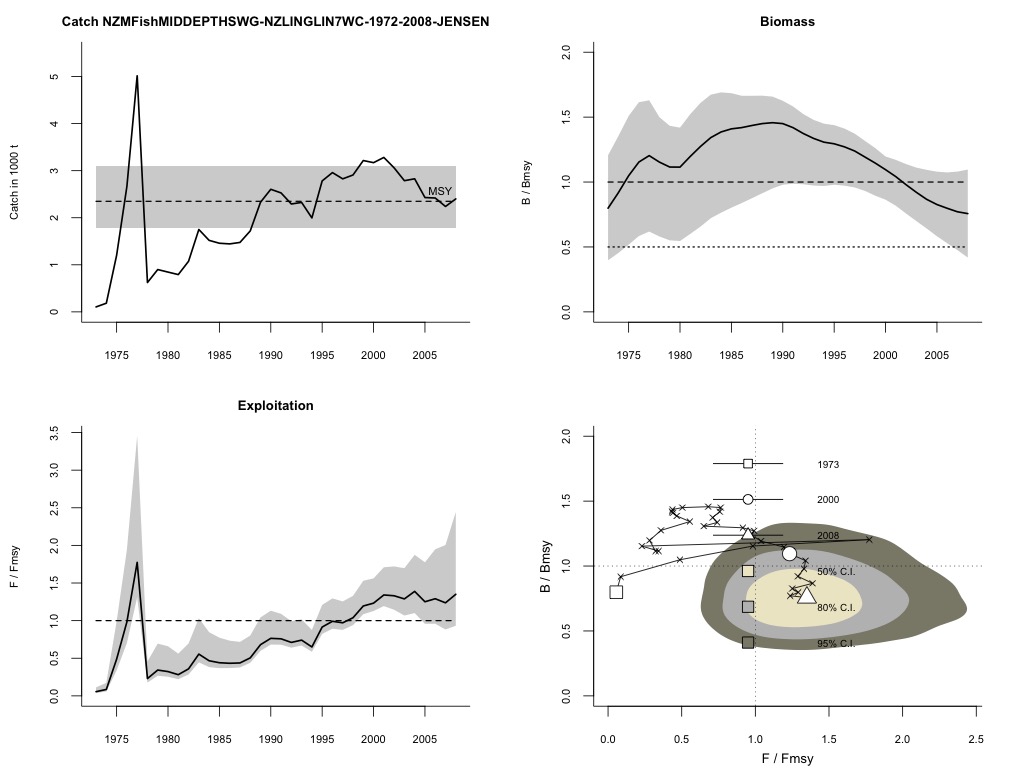 Catch NZMFishMIDDEPTHSWG-NZLINGLIN7WC-1972-2008-JENSEN
Catch in 1000 t
5
4
3
2
1
0
MSY
1975 1980 1985 1990 1995 2000 2005
Biomass
B / Bmsy
2.0
1.5
1.0
0.5
0.0
1975 1980 1985 1990 1995 2000 2005
Exploitation
F / Fmsy
3.5
3.0
2.5
2.0
1.5
1.0
0.5
0.0
1975 1980 1985 1990 1995 2000 2005
B / Bmsy
2.0
1.5
1.0
0.5
0.0
1973
2000
2008
50% C.I.
80% C.I.
95% C.I.
0.0 0.5 1.0 1.5 2.0 2.5
F / Fmsy